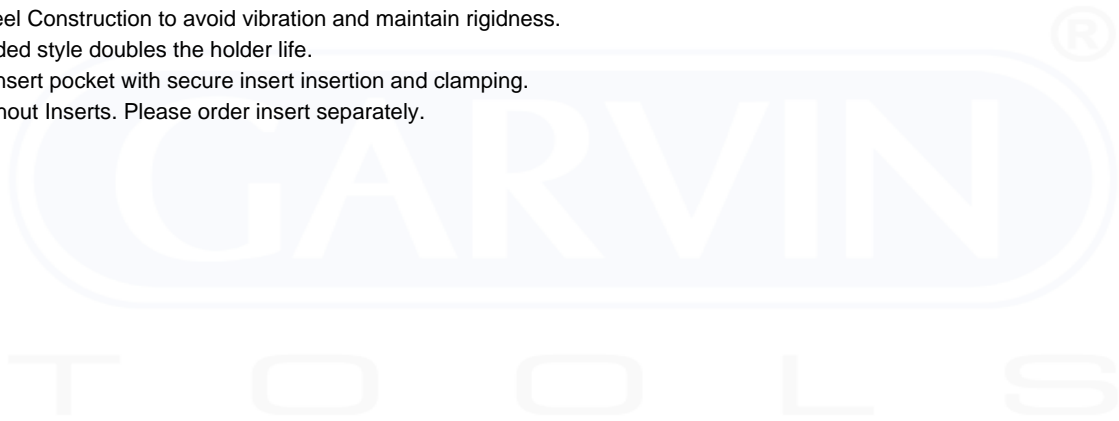 eel Construction to avoid vibration and maintain rigidness.
ded style doubles the holder life.
nsert pocket with secure insert insertion and clamping.
hout Inserts. Please order insert separately.
GARVIN®
TOOLS